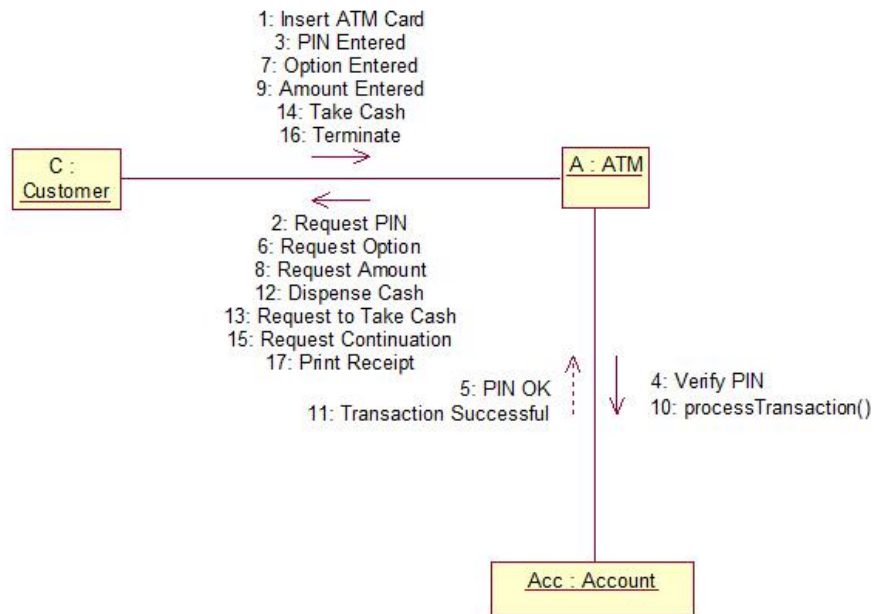 1: Insert ATM Card
3: PIN Entered
7: Option Entered
9: Amount Entered
14: Take Cash
16: Terminate
C :
Customer
A : ATM
2: Request PIN
6: Request Option
8: Request Amount
12: Dispense Cash
13: Request to Take Cash
15: Request Continuation
17: Print Receipt
5: PIN OK
11: Transaction Successful
4: Verify PIN
10: processTransaction()
Acc : Account